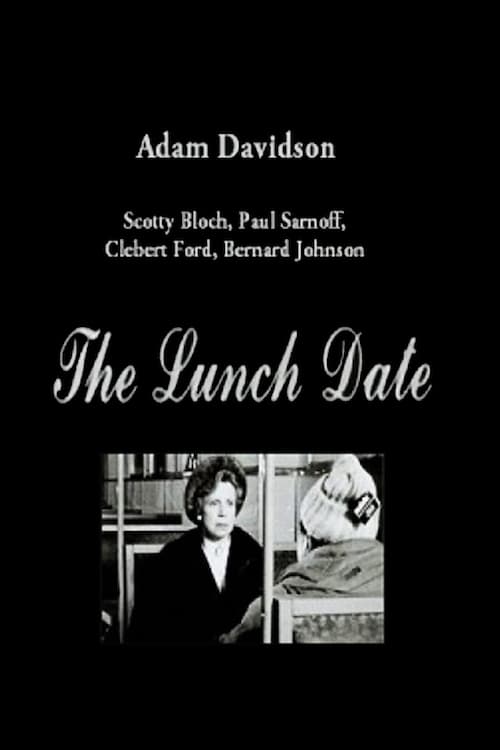 Adam Davidson
Scotty Bloch, Paul Sarnoff,
Clebert Ford, Bernard Johnson
The Lunch Date